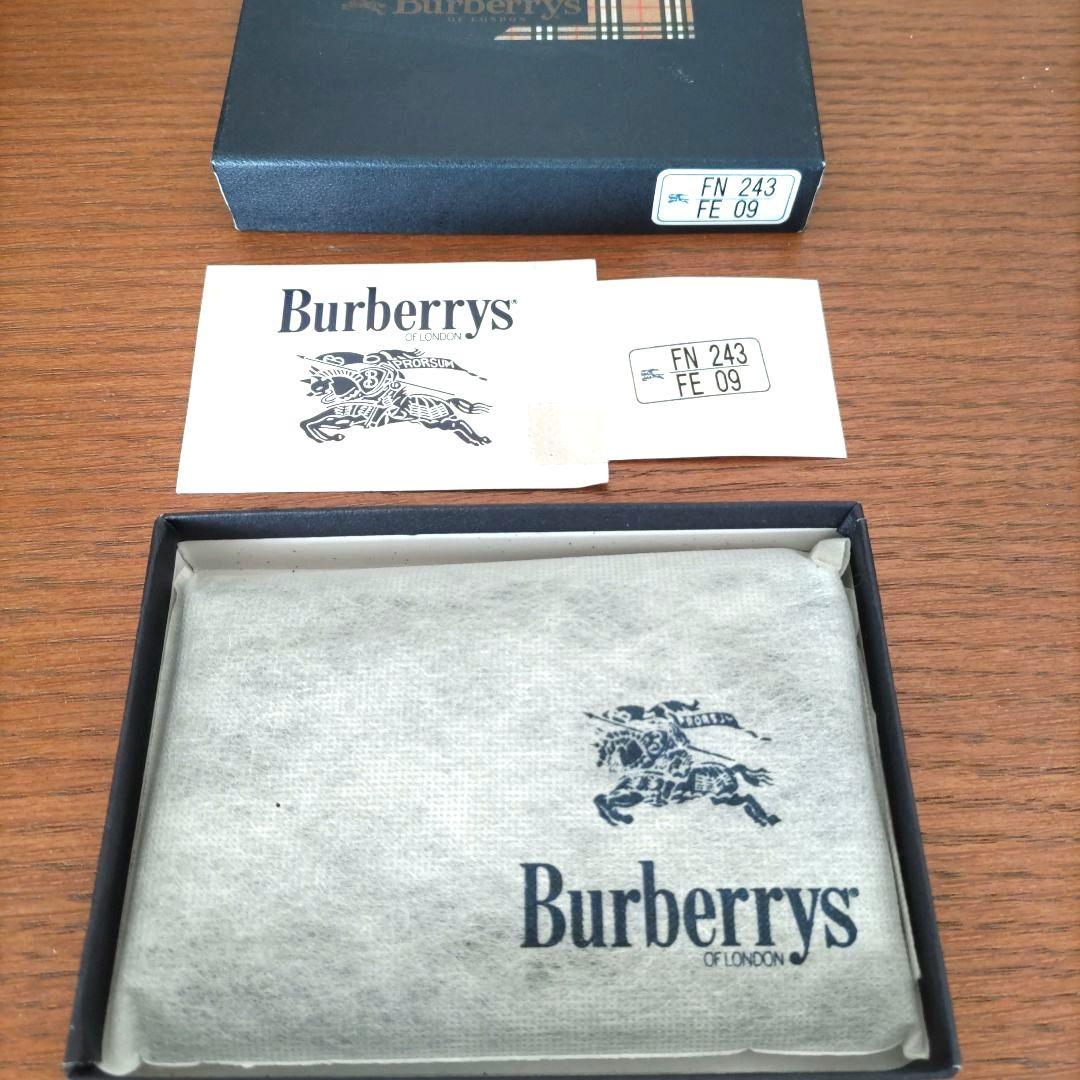 Burberrys
OF LONDON
FN 243
FE 09
Burberrys
OF LONDON
PRORSUM
B
FN 243
FE 09
PRORSUM
Burberrys
OF LONDON